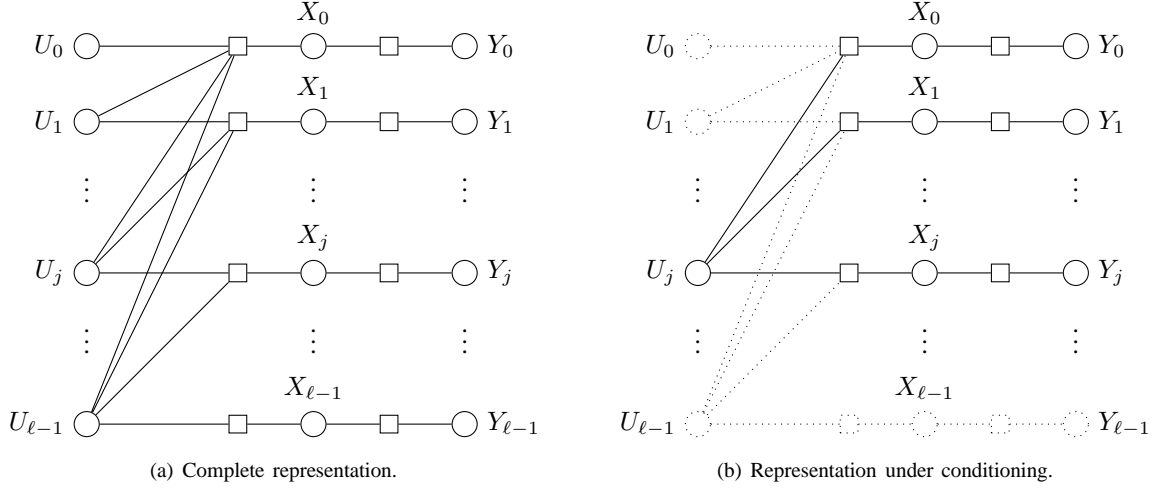 X_0 X_0
U_0 Y_0 U_0 Y_0
X_1 X_1
U_1 Y_1 U_1 Y_1
⋮ ⋮ ⋮ ⋮ ⋮ ⋮
X_j X_j
U_j Y_j U_j Y_j
⋮ ⋮ ⋮ ⋮ ⋮ ⋮
X_{ℓ−1} X_{ℓ−1}
U_{ℓ−1} Y_{ℓ−1} U_{ℓ−1} Y_{ℓ−1}
(a) Complete representation. (b) Representation under conditioning.